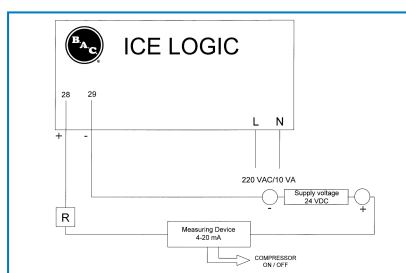 B.A.C. ®
ICE LOGIC
28 29
L N
+ -
220 VAC/10 VA
Supply voltage
24 VDC
- +
R
Measuring Device
4-20 mA
COMPRESSOR
ON / OFF